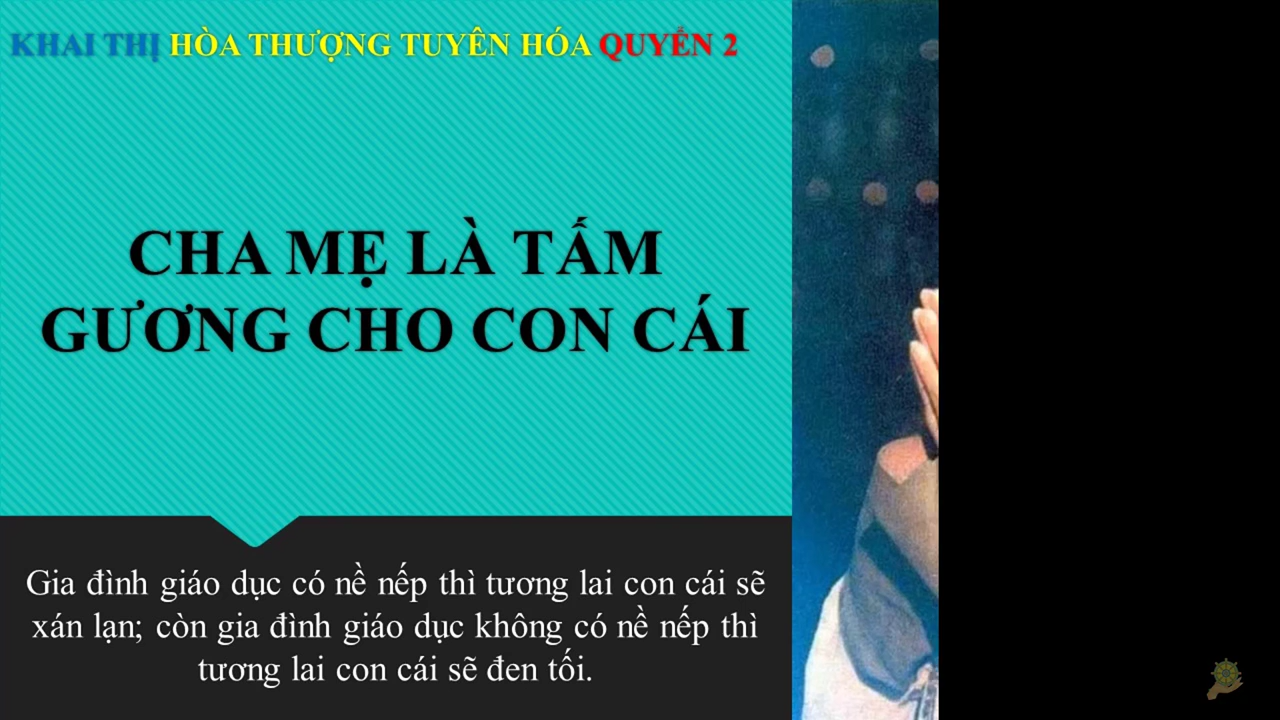 KHAI THỊ HÒA THƯỢNG TUYÊN HÓA QUYỂN 2
CHA MẸ LÀ TẤM
GƯƠNG CHO CON CÁI
Gia đình giáo dục có nề nếp thì tương lai con cái sẽ
xán lạn; còn gia đình giáo dục không có nề nếp thì
tương lai con cái sẽ đen tối.